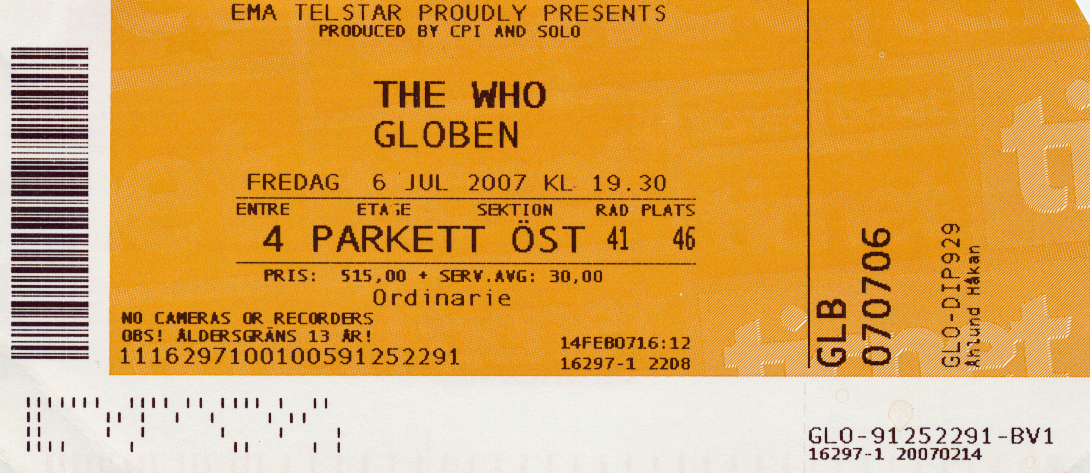 EMA TELSTAR PROUDLY PRESENTS
PRODUCED BY CPI AND SOLO
THE WHO
GLOBEN
FREDAG 6 JUL 2007 KL 19.30
ENTRE ETAGE SEKTION RAD PLATS
4 PARKETT ÖST 41 46
PRIS: 515,00 + SERV.AVG: 30,00
Ordinarie
NO CAMERAS OR RECORDERS
OBS! ÅLDERSGRÄNS 13 ÅR!
1116297100100591252291
14FEB0716:12
16297-1 22D8
GLB
070706
GLO-DIP929
Åhlund Håkan
GLO-91252291-BV1
16297-1 20070214